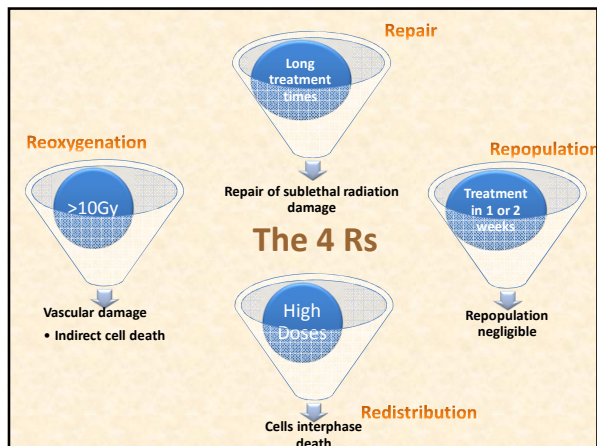 Repair
Long
treatment
times
Repair of sublethal radiation
damage
Reoxygenation
>10Gy
Vascular damage
• Indirect cell death
The 4 Rs
Repopulation
Treatment
in 1 or 2
weeks
Repopulation
negligible
High
Doses
Redistribution
Cells interphase
death